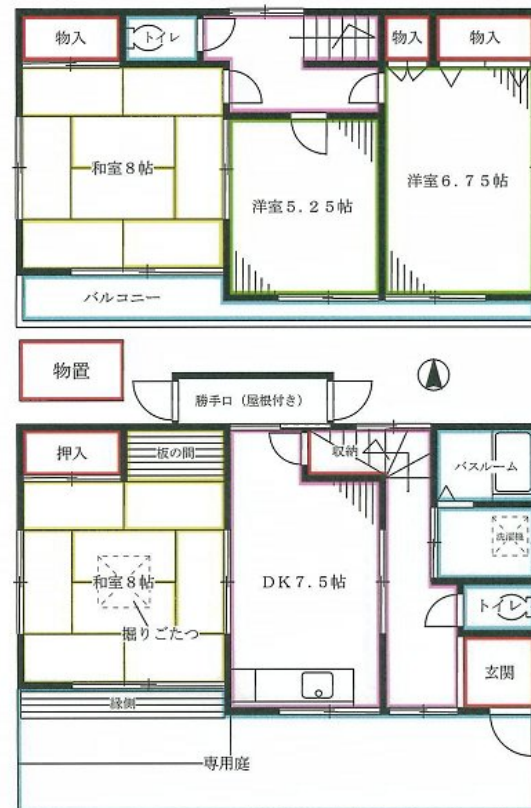 物入
トイレ
物入
物入
和室8帖
洋室5.25帖
洋室6.75帖
バルコニー
物置
勝手口(屋根付き)
押入
板の間
収納
バスルーム
洗濯機
和室8帖
DK7.5帖
トイレ
掘りごたつ
玄関
縁側
専用庭